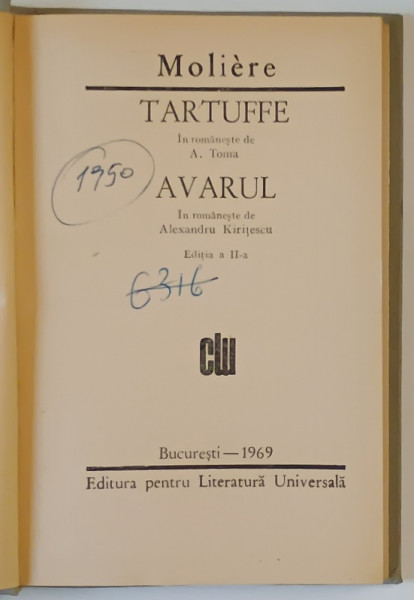 Molière
TARTUFFE
În românește de
A. Toma
1950
AVARUL
În românește de
Alexandru Kirițescu
Ediția a II-a
6316
clu
București — 1969
Editura pentru Literatură Universală